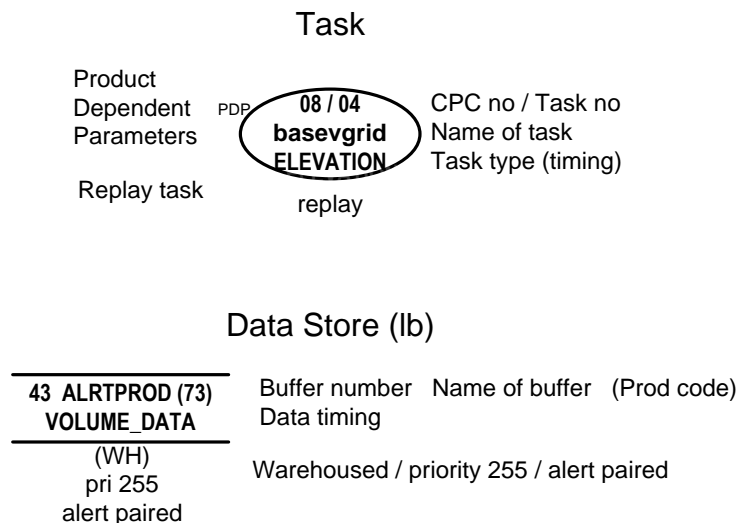 Task
Product
Dependent
Parameters
PDP
08 / 04
basevgrid
ELEVATION
CPC no / Task no
Name of task
Task type (timing)
Replay task
replay
Data Store (lb)
43 ALRTPROD (73)
VOLUME_DATA
(WH)
pri 255
alert paired
Buffer number Name of buffer (Prod code)
Data timing
Warehoused / priority 255 / alert paired